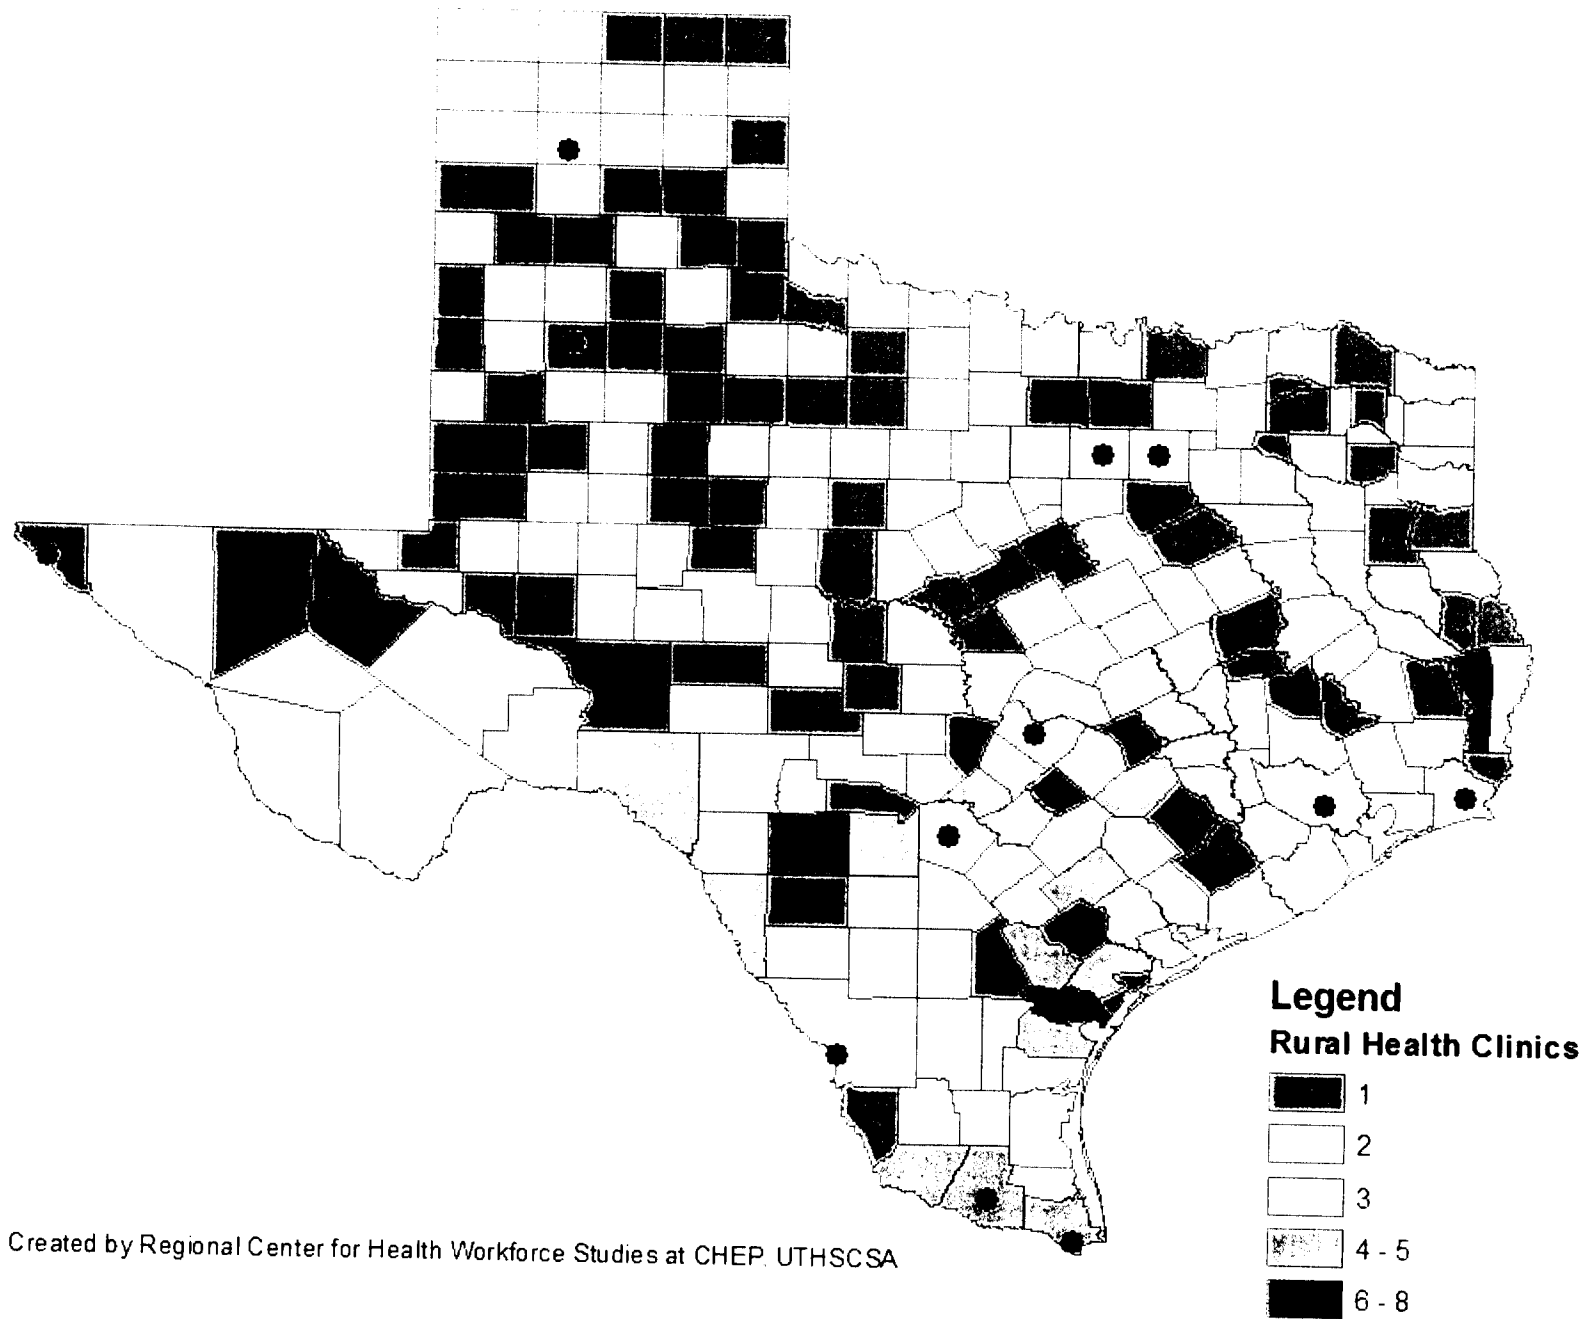 Legend
Rural Health Clinics
1
2
3
4 - 5
6 - 8
Created by Regional Center for Health Workforce Studies at CHEP. UTHSCSA